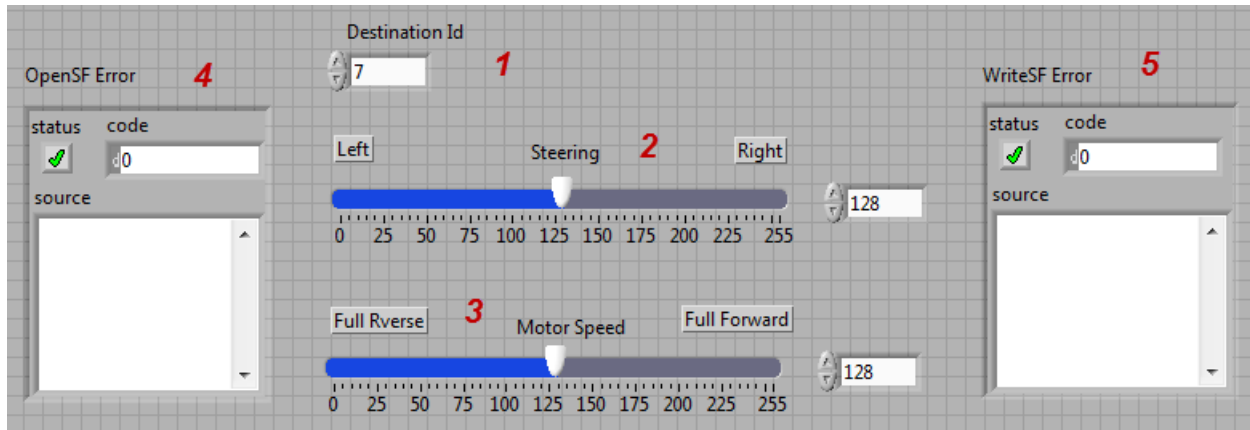 Destination Id
7
1
OpenSF Error 4
status code
d 0
source
Left Steering 2 Right
128
0 25 50 75 100 125 150 175 200 225 255
Full Rverse 3 Motor Speed Full Forward
128
0 25 50 75 100 125 150 175 200 225 255
WriteSF Error 5
status code
d 0
source